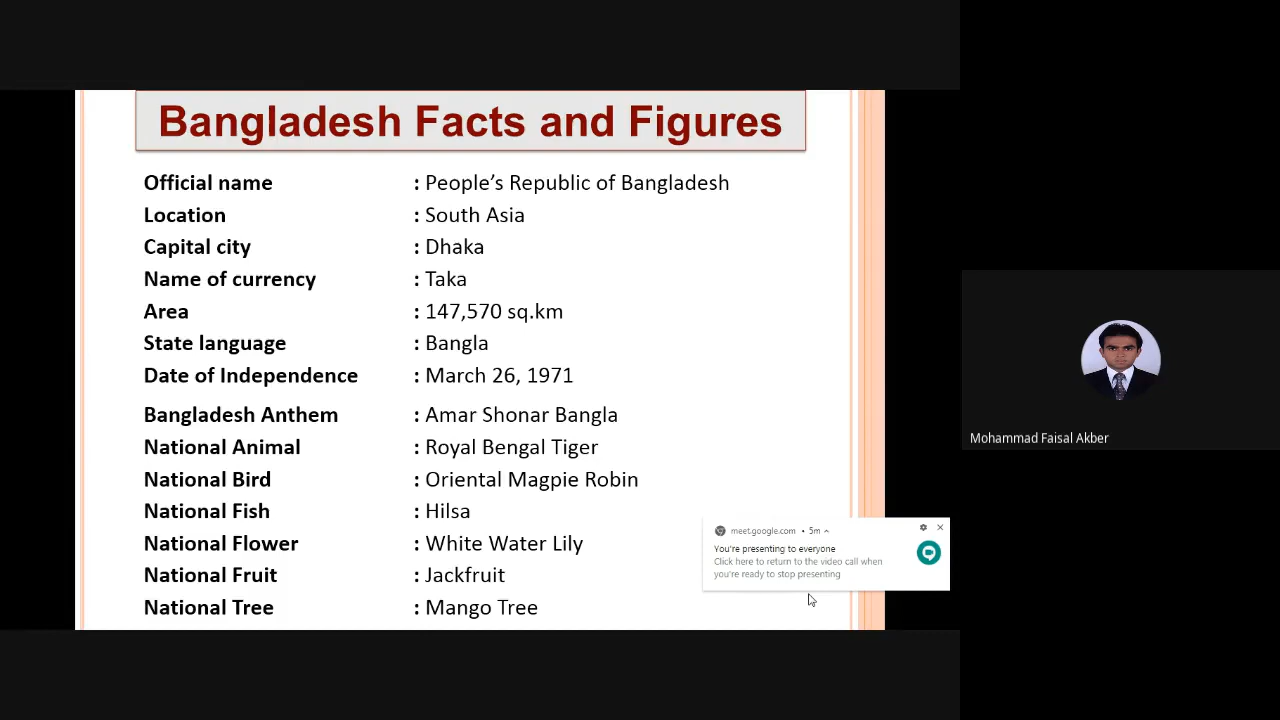 Bangladesh Facts and Figures
Official name : People’s Republic of Bangladesh
Location : South Asia
Capital city : Dhaka
Name of currency : Taka
Area : 147,570 sq.km
State language : Bangla
Date of Independence : March 26, 1971
Bangladesh Anthem : Amar Shonar Bangla
National Animal : Royal Bengal Tiger
National Bird : Oriental Magpie Robin
National Fish : Hilsa
National Flower : White Water Lily
National Fruit : Jackfruit
National Tree : Mango Tree
meet.google.com • 5m
You're presenting to everyone
Click here to return to the video call when
you're ready to stop presenting
Mohammad Faisal Akber